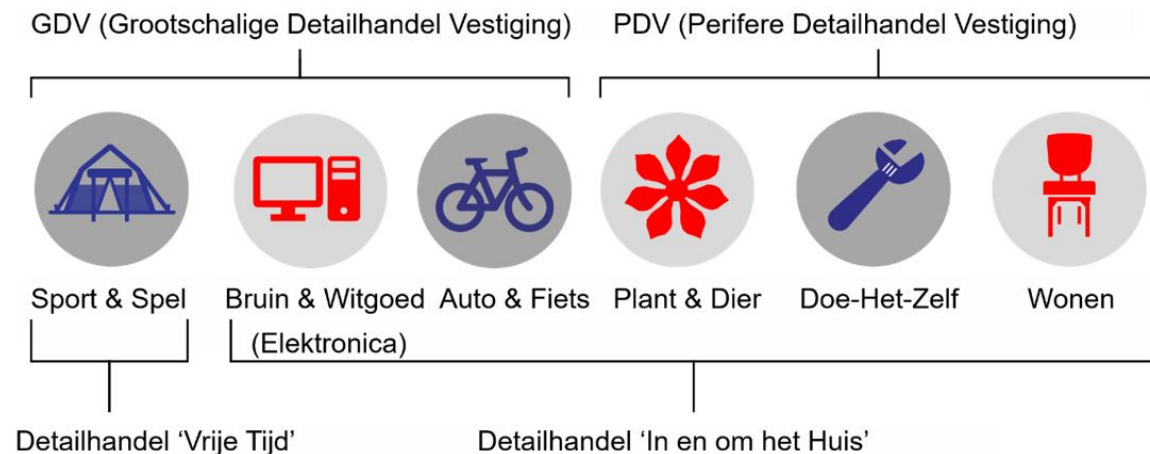 GDV (Grootschalige Detailhandel Vestiging)
PDV (Perifere Detailhandel Vestiging)
Sport & Spel
Bruin & Witgoed
(Elektronica)
Auto & Fiets
Plant & Dier
Doe-Het-Zelf
Wonen
Detailhandel 'Vrije Tijd'
Detailhandel 'In en om het Huis'